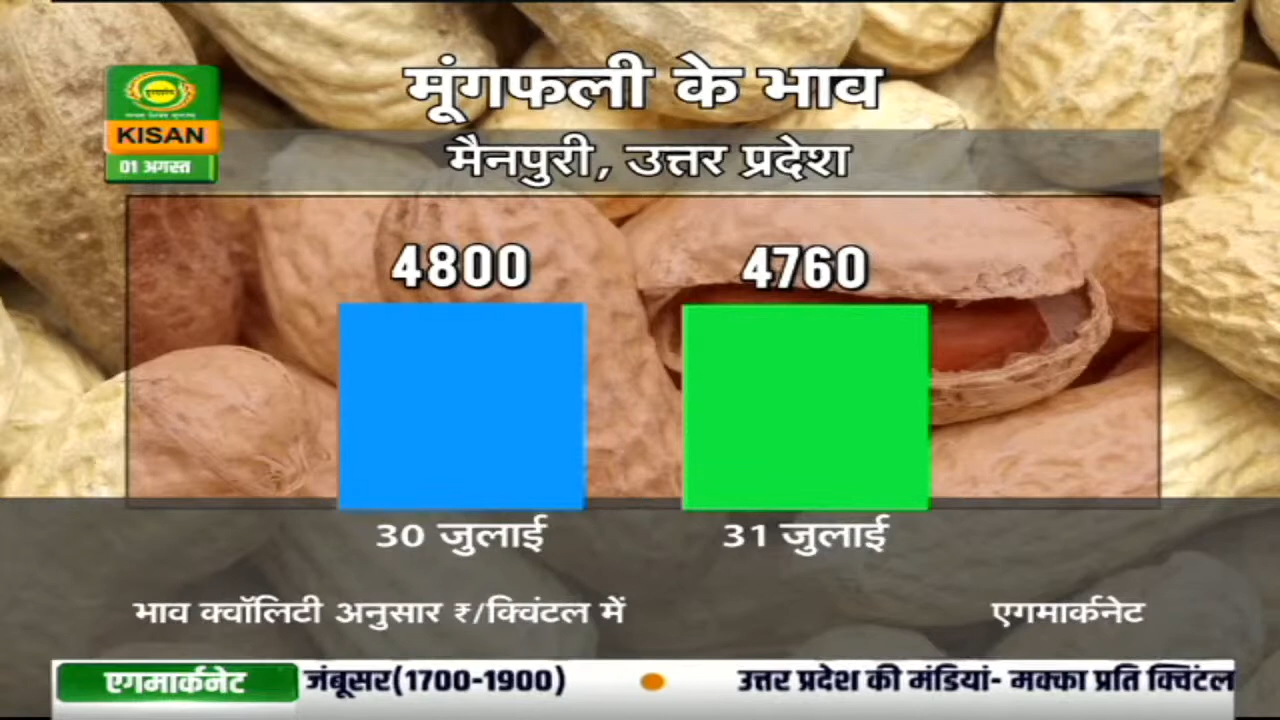 मूंगफली के भाव
KISAN
01 अगस्त
मैनपुरी, उत्तर प्रदेश
4800 4760
30 जुलाई 31 जुलाई
भाव क्वॉलिटी अनुसार ₹/क्विंटल में एगमार्कनेट
एगमार्कनेट जंबूसर(1700-1900) उत्तर प्रदेश की मंडियां- मक्का प्रति क्विंटल